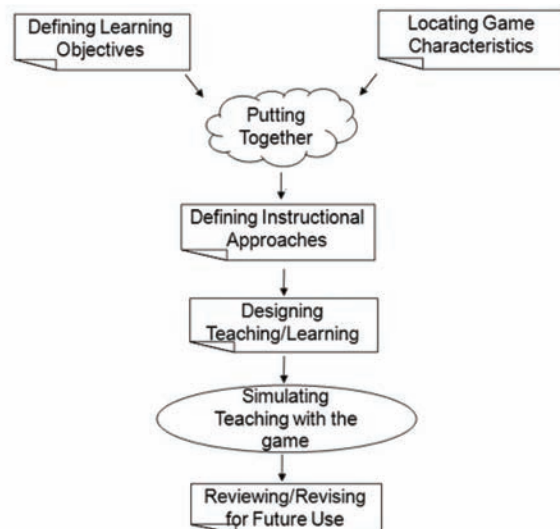 Defining Learning
Objectives
Locating Game
Characteristics
Putting
Together
Defining Instructional
Approaches
Designing
Teaching/Learning
Simulating
Teaching with the
game
Reviewing/Revising
for Future Use